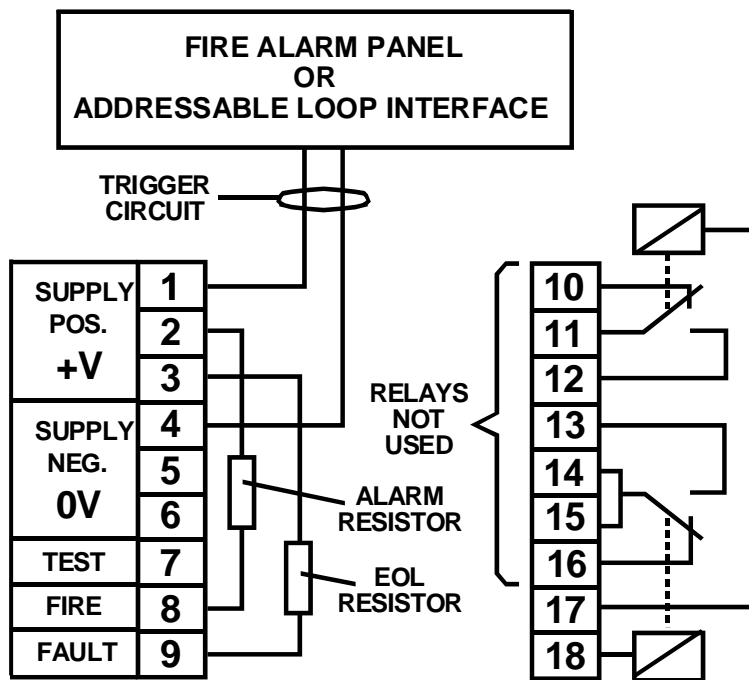 FIRE ALARM PANEL
OR
ADDRESSABLE LOOP INTERFACE
TRIGGER
CIRCUIT
SUPPLY
POS.
+V
1
2
3
SUPPLY
NEG.
0V
4
5
6
TEST
7
FIRE
8
FAULT
9
ALARM
RESISTOR
EOL
RESISTOR
RELAYS
NOT
USED
10
11
12
13
14
15
16
17
18